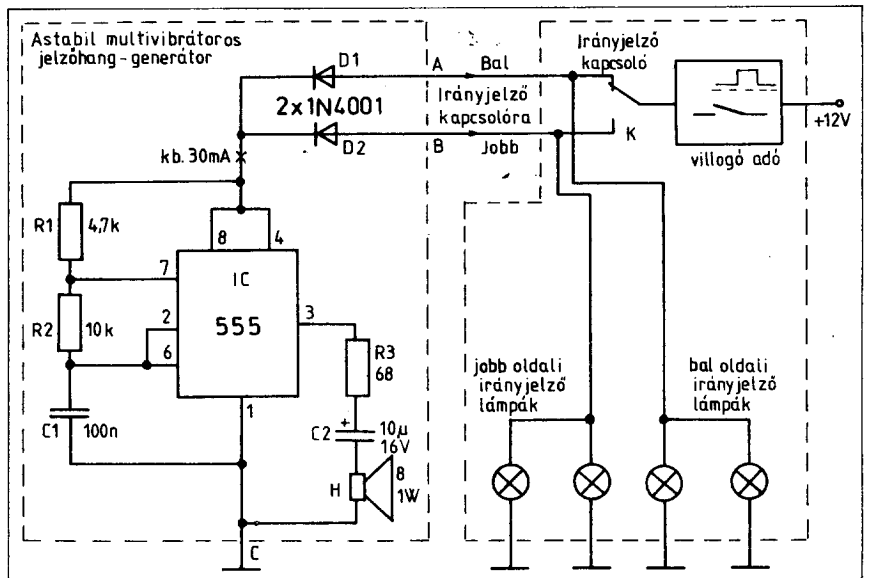 Astabil multivibrátoros
jelzőhang-generátor
D1
A
Bal
Irányjelző
kapcsoló
2x1N4001
Irányjelző
kapcsolóra
K
+12V
D2
B
Jobb
villogó adó
kb. 30mA
R1
4,7k
8
4
7
IC
R2
10k
2
555
3
6
R3
68
1
C1
100n
+
C2
10µ
16V
H
8
1W
C
jobb oldali
irányjelző
lámpák
bal oldali
irányjelző
lámpák